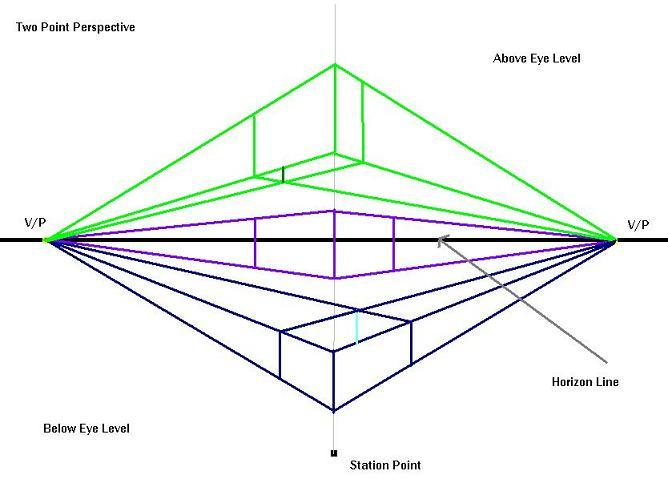 Two Point Perspective
Above Eye Level
V/P
V/P
Horizon Line
Below Eye Level
Station Point